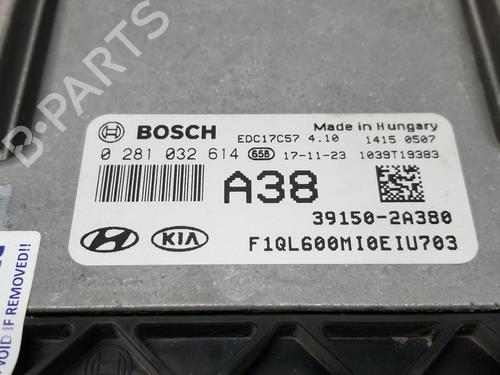 B-PARTS
BOSCH EDC17C57 4.10 Made in Hungary
1415 0507
0 281 032 614 65B 17-11-23 1039T19383
A38
39150-2A380
KIA
F1QL600MI0EIU703
VOID IF REMOVED!!